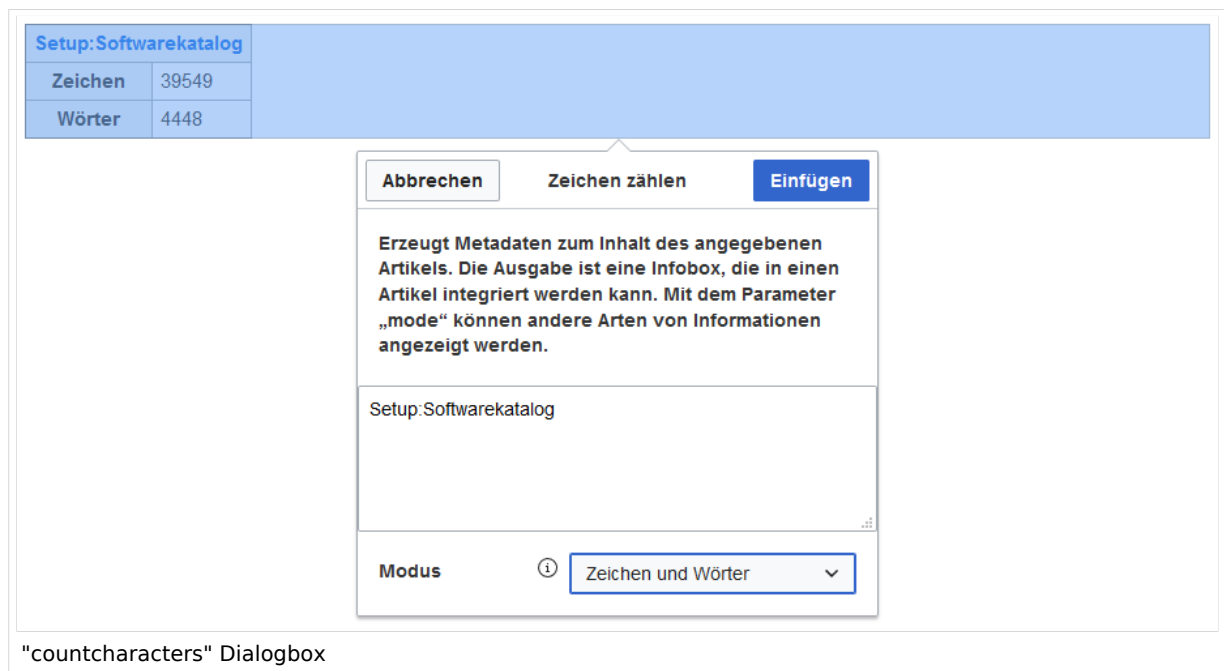 Setup:Softwarekatalog
Zeichen 39549
Wörter 4448
Abbrechen Zeichen zählen Einfügen
Erzeugt Metadaten zum Inhalt des angegebenen
Artikels. Die Ausgabe ist eine Infobox, die in einen
Artikel integriert werden kann. Mit dem Parameter
„mode“ können andere Arten von Informationen
angezeigt werden.
Setup:Softwarekatalog
Modus Zeichen und Wörter
"countcharacters" Dialogbox